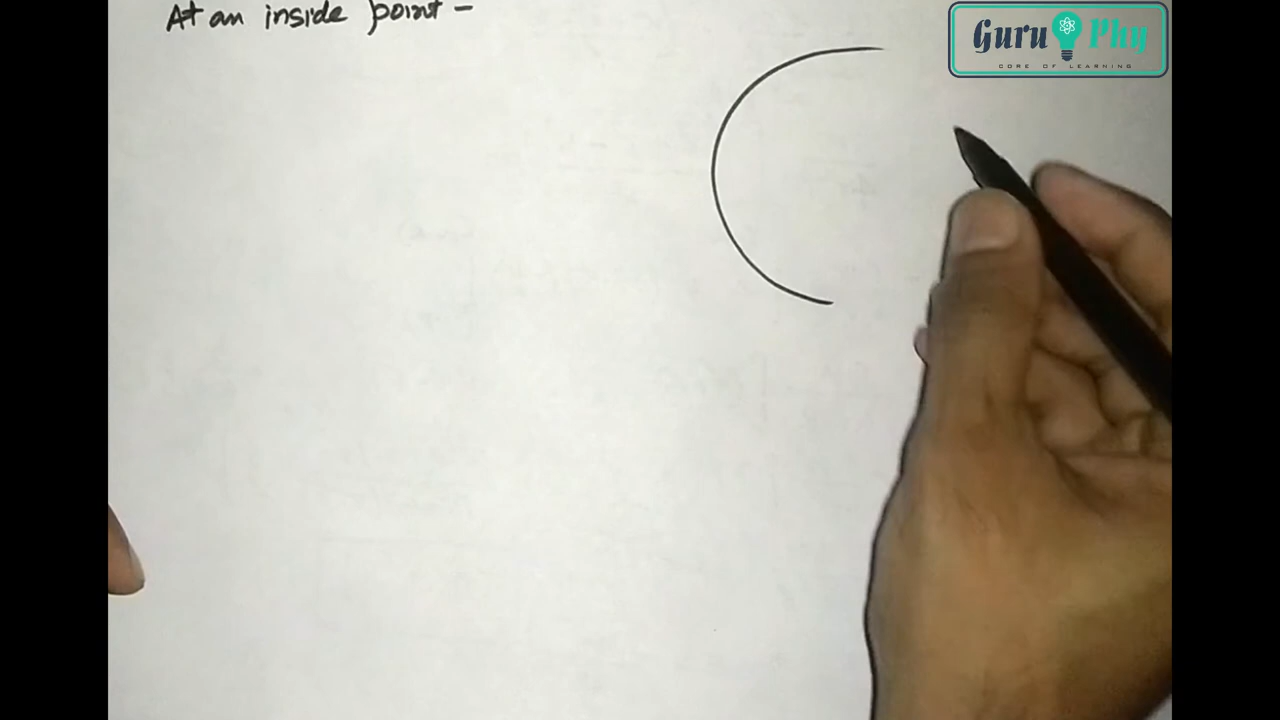 At an inside point -
Guru Phy
CORE OF LEARNING